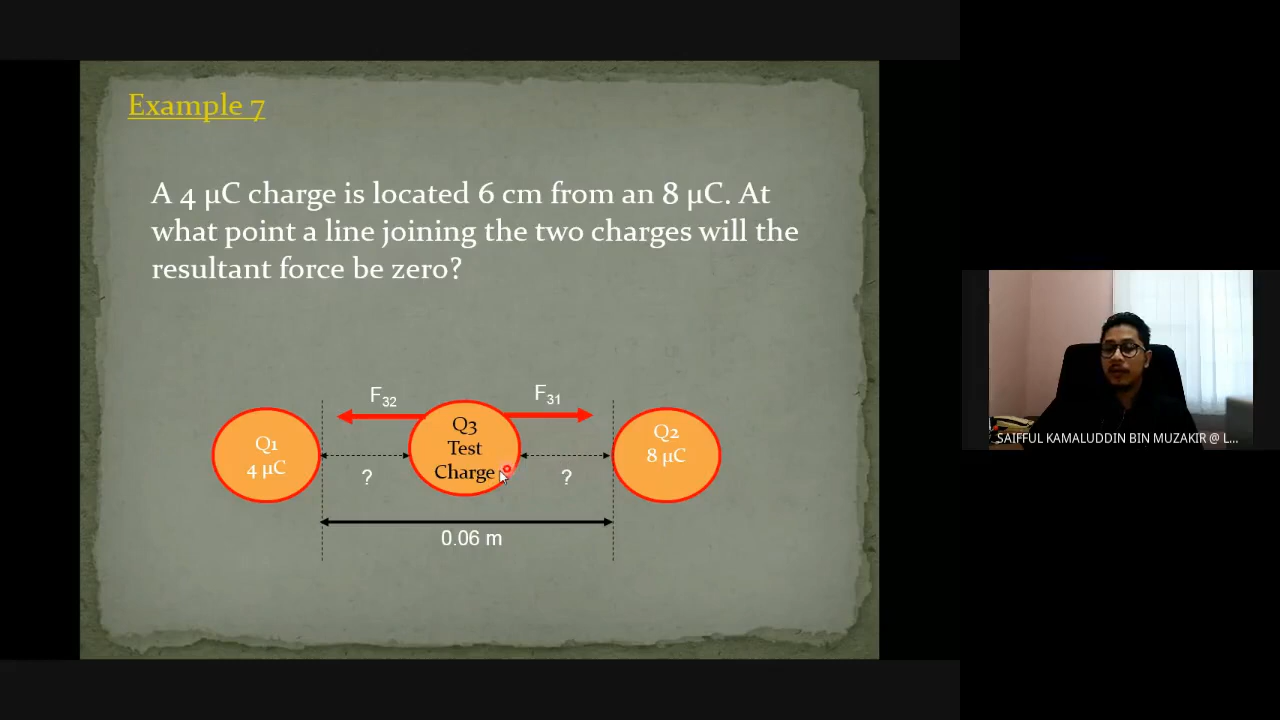 Example 7
A 4 μC charge is located 6 cm from an 8 μC. At
what point a line joining the two charges will the
resultant force be zero?
F32
F31
Q1
4 μC
Q3
Test
Charge
Q2
8 μC
?
?
0.06 m
SAIFFUL KAMALUDDIN BIN MUZAKIR @ L...